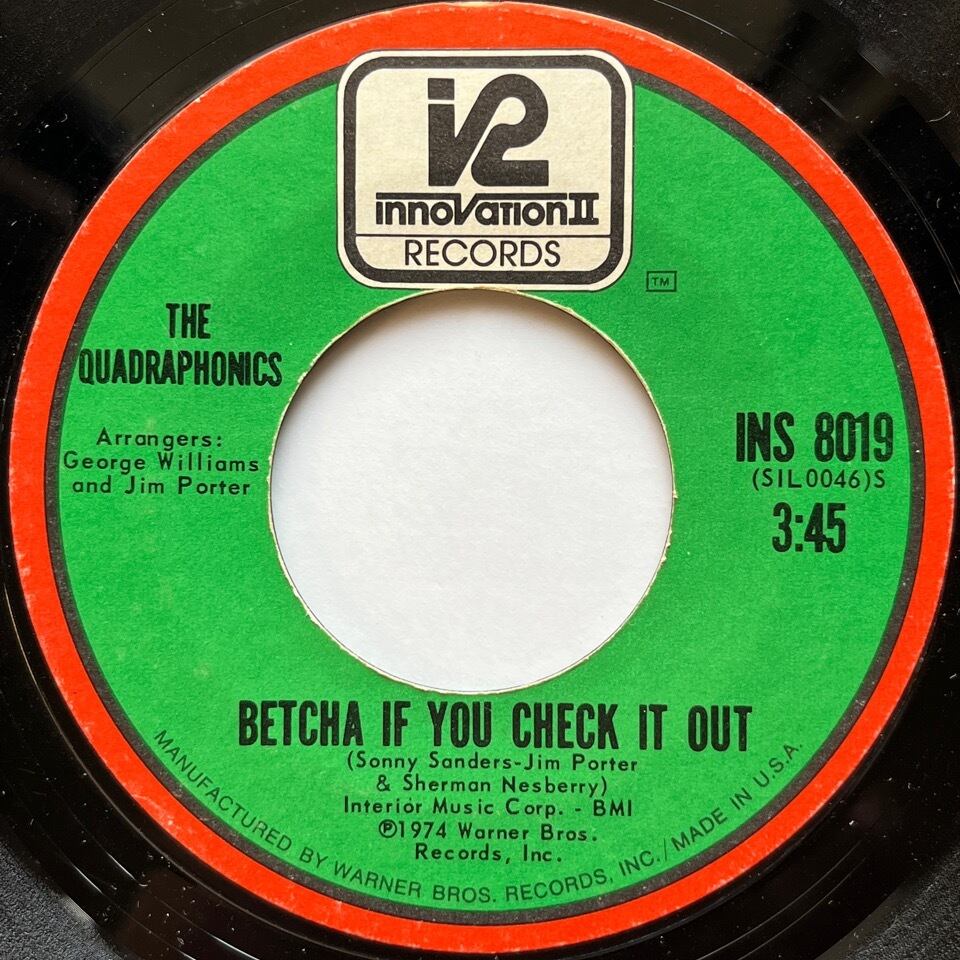 i2
innovation II
RECORDS
TM
THE
QUADRAPHONICS
Arrangers:
George Williams
and Jim Porter
INS 8019
(SIL0046)S
3:45
BETCHA IF YOU CHECK IT OUT
(Sonny Sanders-Jim Porter
& Sherman Nesberry)
Interior Music Corp. - BMI
℗1974 Warner Bros.
Records, Inc.
MANUFACTURED BY WARNER BROS. RECORDS, INC./MADE IN U.S.A.